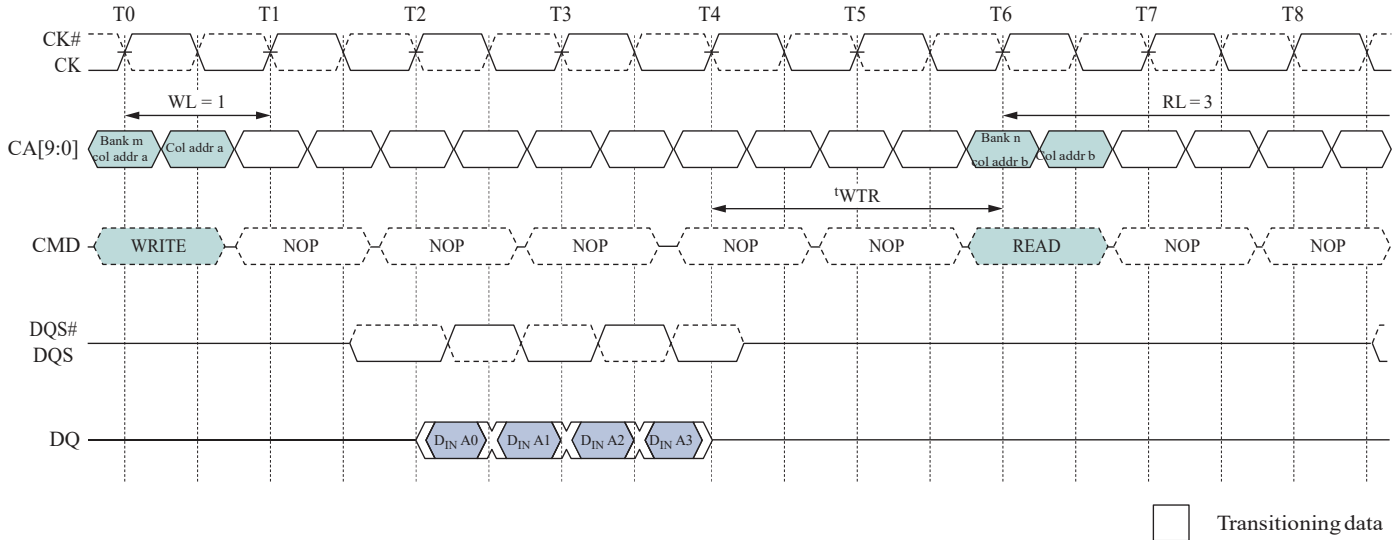 T0 T1 T2 T3 T4 T5 T6 T7 T8
CK#
CK
WL = 1
RL = 3
CA[9:0]
Bank m
col addr a
Col addr a
Bank n
col addr b
Col addr b
tWTR
CMD
WRITE NOP NOP NOP NOP NOP READ NOP NOP
DQS#
DQS
DQ
DIN A0 DIN A1 DIN A2 DIN A3
Transitioning data